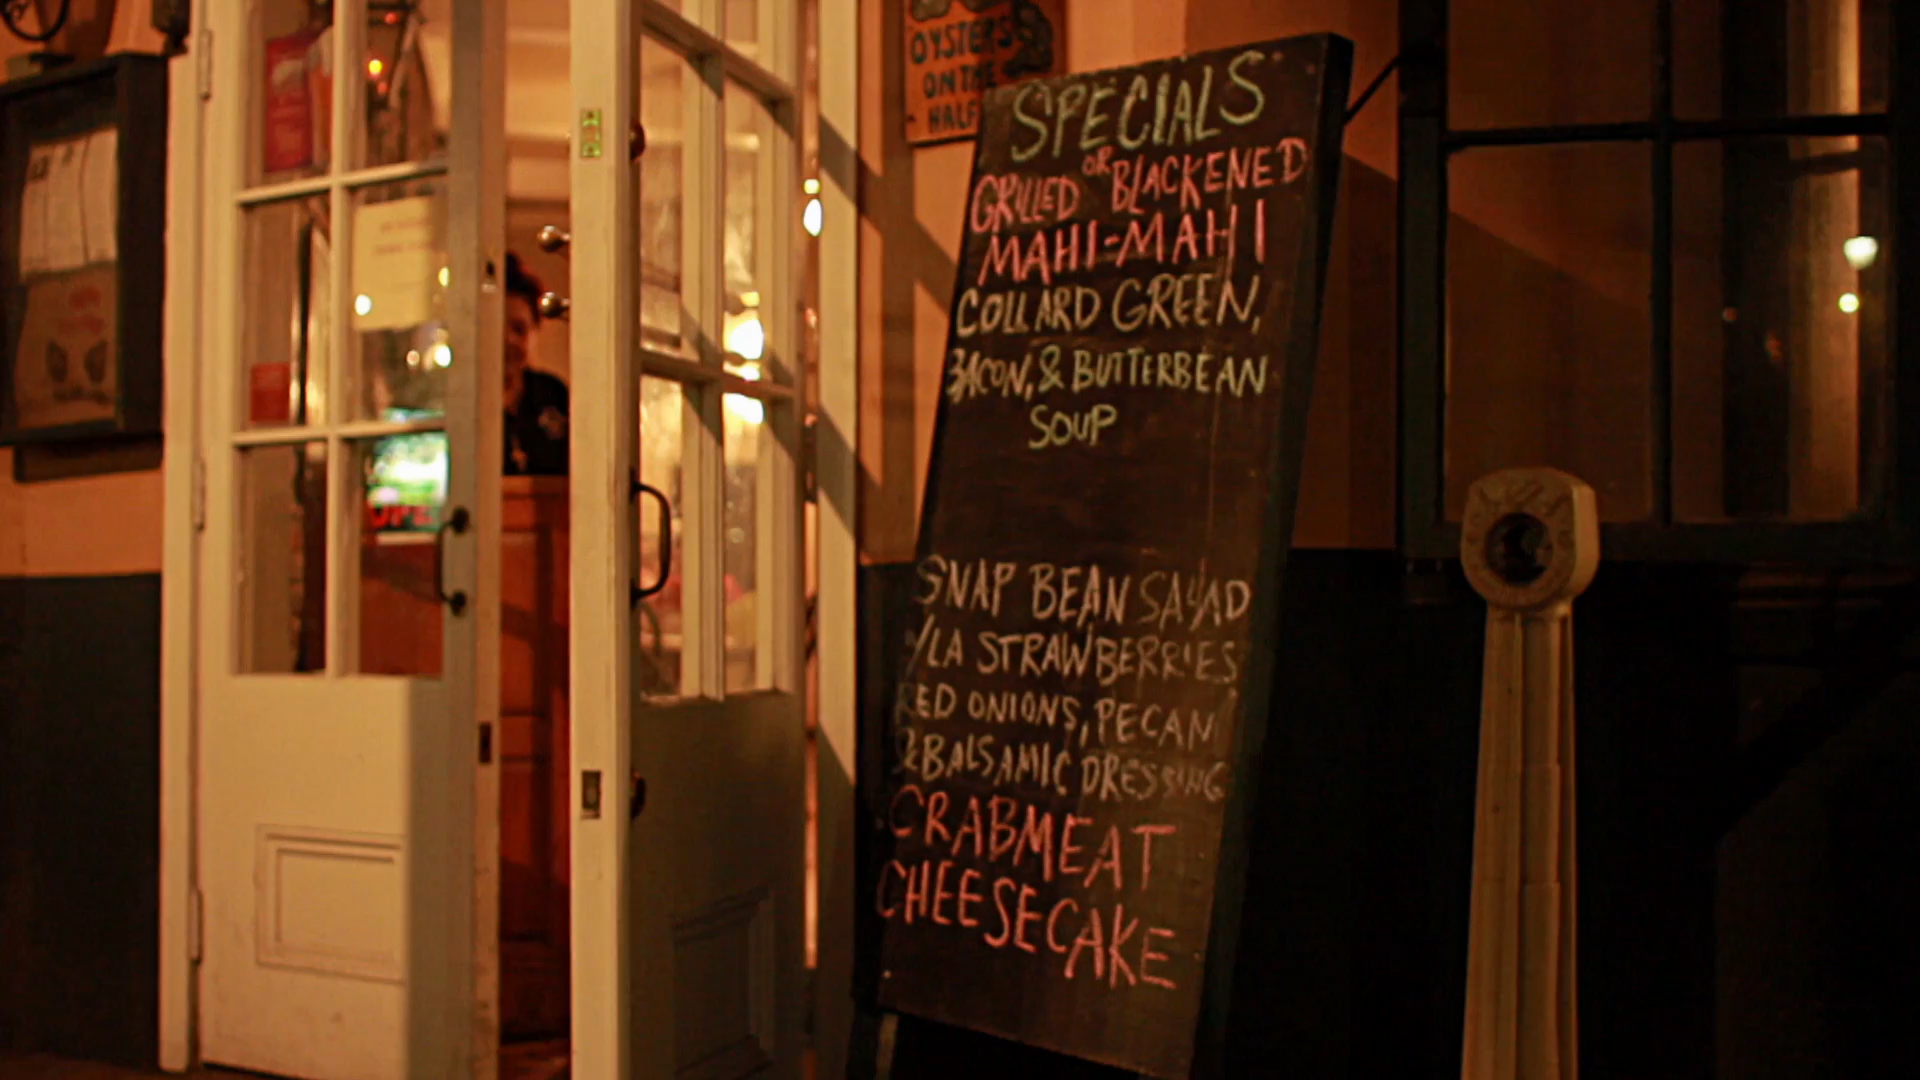 OYSTERS
ON THE
HALF
SPECIALS
GRILLED OR BLACKENED
MAHI-MAHI
COLLARD GREEN,
BACON, & BUTTERBEAN
SOUP
SNAP BEAN SALAD
W/LA STRAWBERRIES
RED ONIONS, PECAN
& BALSAMIC DRESSING
CRABMEAT
CHEESECAKE